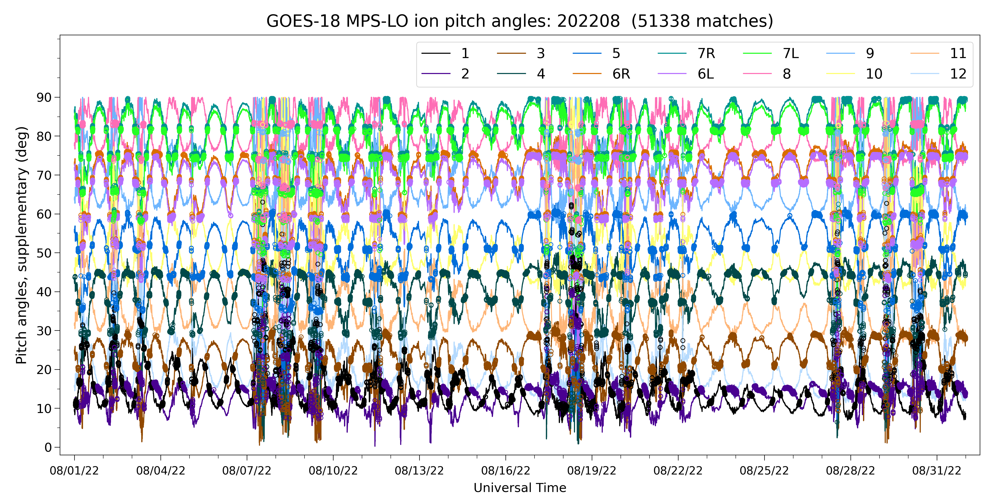 GOES-18 MPS-LO ion pitch angles: 202208  (51338 matches)
1 3 5 7R 7L 9 11
2 4 6R 6L 8 10 12
Pitch angles, supplementary (deg)
90
80
70
60
50
40
30
20
10
0
08/01/22 08/04/22 08/07/22 08/10/22 08/13/22 08/16/22 08/19/22 08/22/22 08/25/22 08/28/22 08/31/22
Universal Time